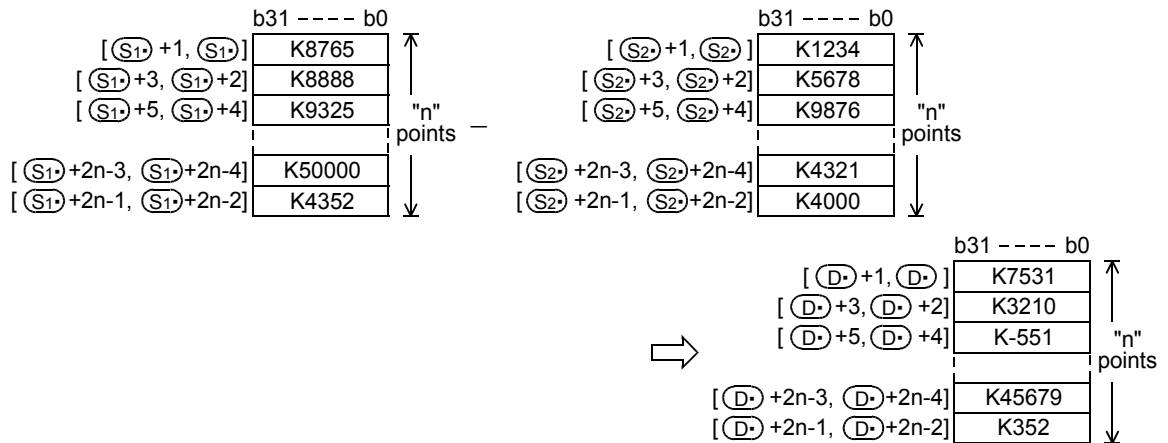 b31 ---- b0
[ S1• +1, S1• ] K8765
[ S1• +3, S1• +2] K8888
[ S1• +5, S1• +4] K9325
[ S1• +2n-3, S1• +2n-4] K50000
[ S1• +2n-1, S1• +2n-2] K4352
"n"
points
−
b31 ---- b0
[ S2• +1, S2• ] K1234
[ S2• +3, S2• +2] K5678
[ S2• +5, S2• +4] K9876
[ S2• +2n-3, S2• +2n-4] K4321
[ S2• +2n-1, S2• +2n-2] K4000
"n"
points
b31 ---- b0
[ D• +1, D• ] K7531
[ D• +3, D• +2] K3210
[ D• +5, D• +4] K-551
[ D• +2n-3, D• +2n-4] K45679
[ D• +2n-1, D• +2n-2] K352
"n"
points